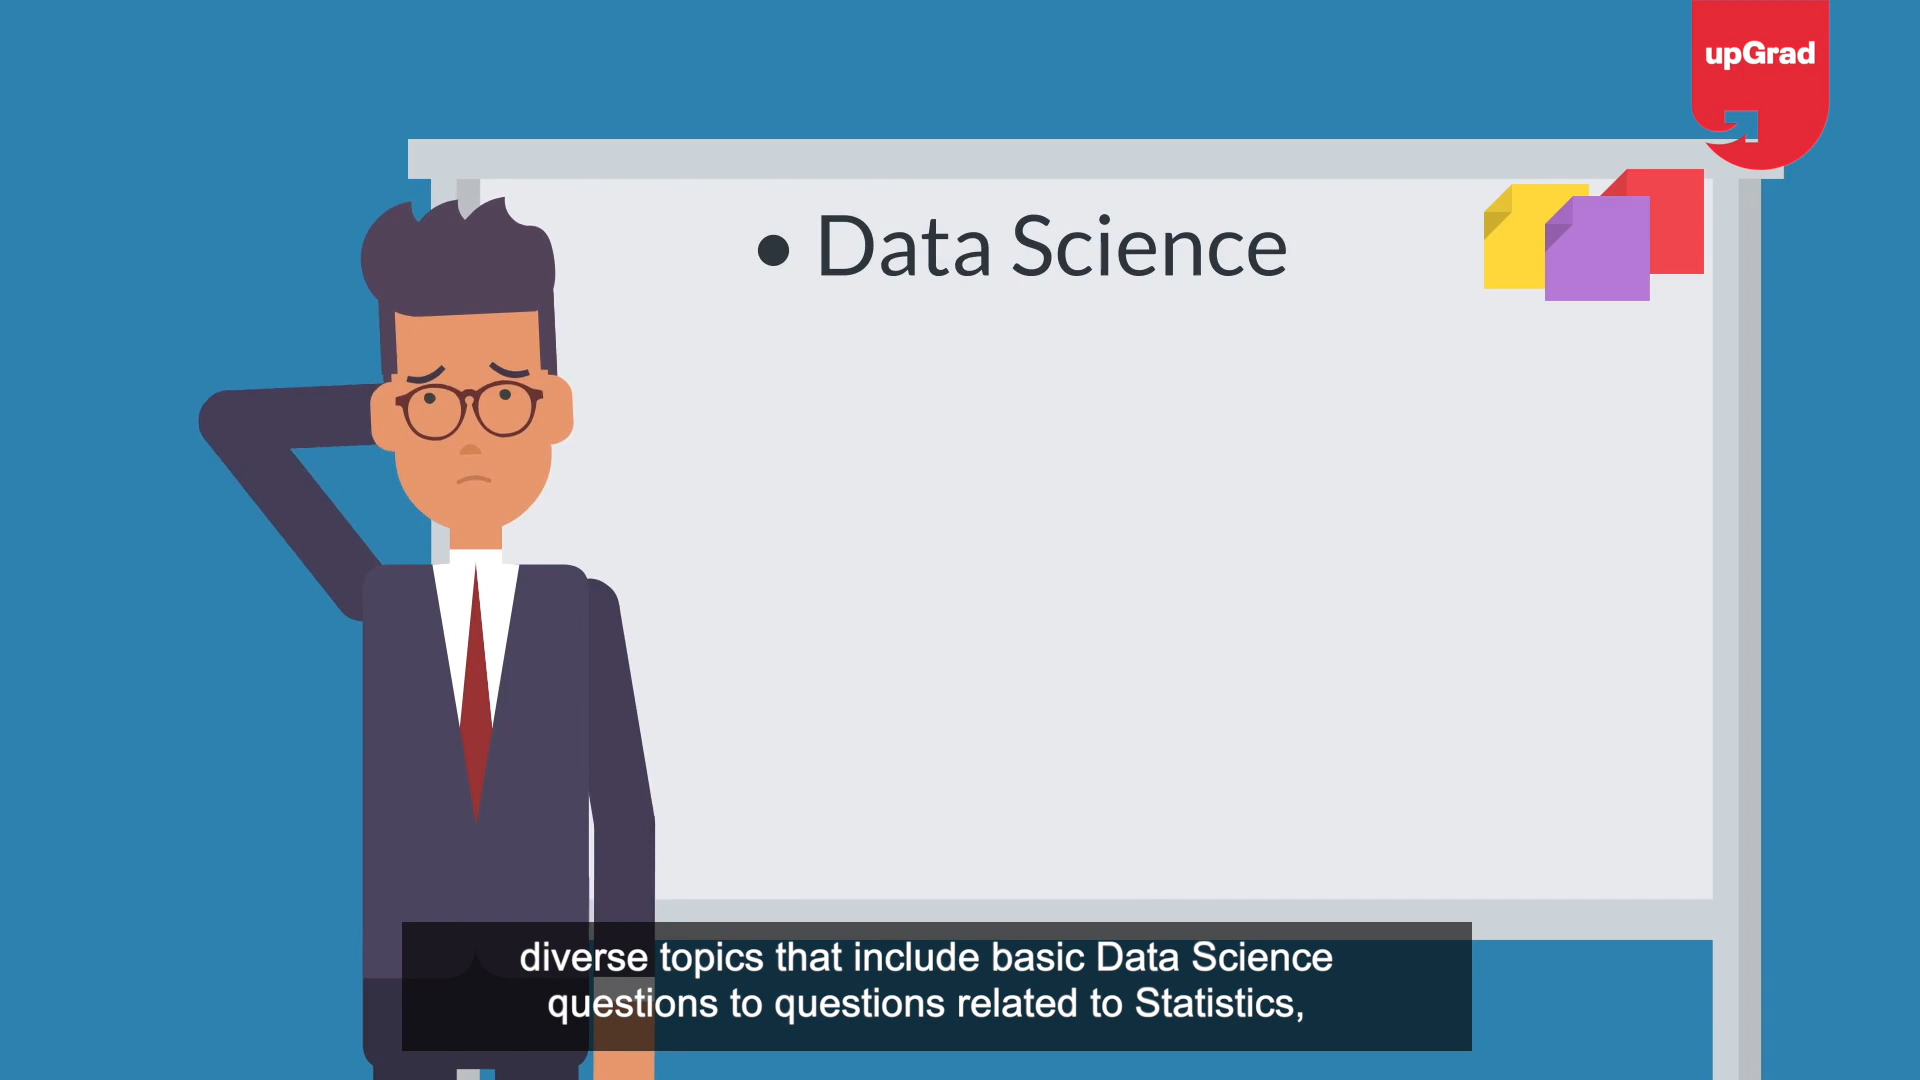 upGrad
• Data Science
diverse topics that include basic Data Science
questions to questions related to Statistics,